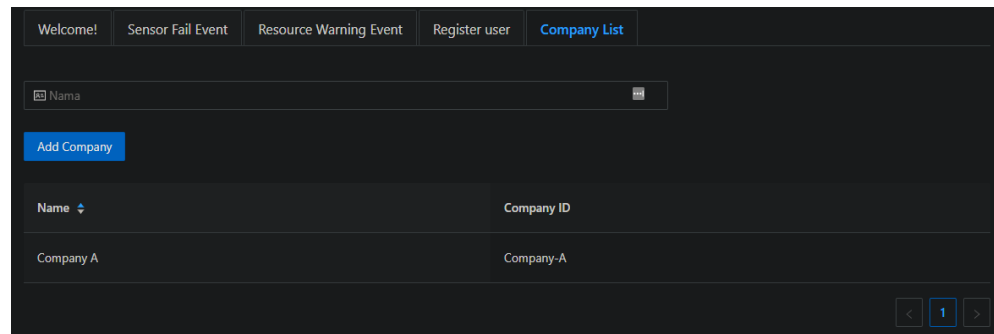 Welcome! Sensor Fail Event Resource Warning Event Register user Company List
Nama
Add Company
Name Company ID
Company A Company-A
< 1 >